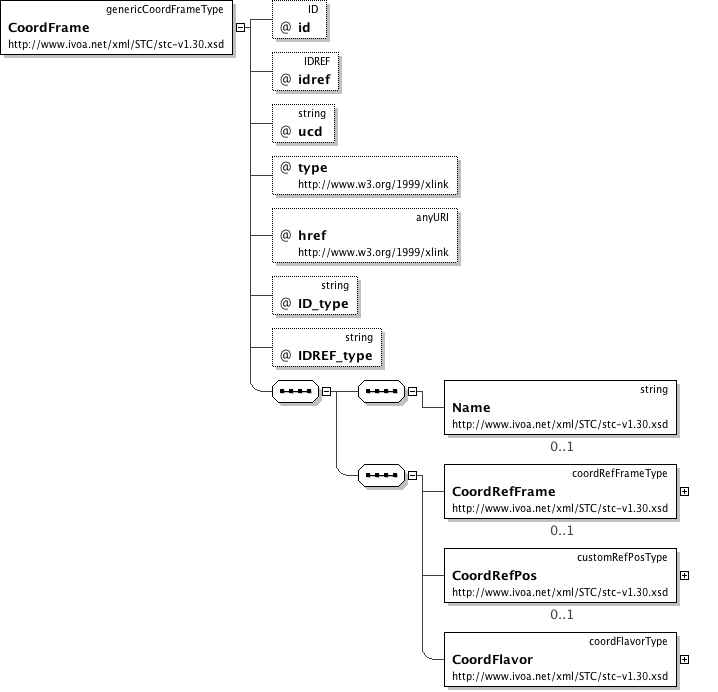 genericCoordFrameType
CoordFrame
http://www.ivoa.net/xml/STC/stc-v1.30.xsd
ID
@ id
IDREF
@ idref
string
@ ucd
@ type
http://www.w3.org/1999/xlink
anyURI
@ href
http://www.w3.org/1999/xlink
string
@ ID_type
string
@ IDREF_type
string
Name
http://www.ivoa.net/xml/STC/stc-v1.30.xsd
0..1
coordRefFrameType
CoordRefFrame
http://www.ivoa.net/xml/STC/stc-v1.30.xsd
0..1
customRefPosType
CoordRefPos
http://www.ivoa.net/xml/STC/stc-v1.30.xsd
0..1
coordFlavorType
CoordFlavor
http://www.ivoa.net/xml/STC/stc-v1.30.xsd